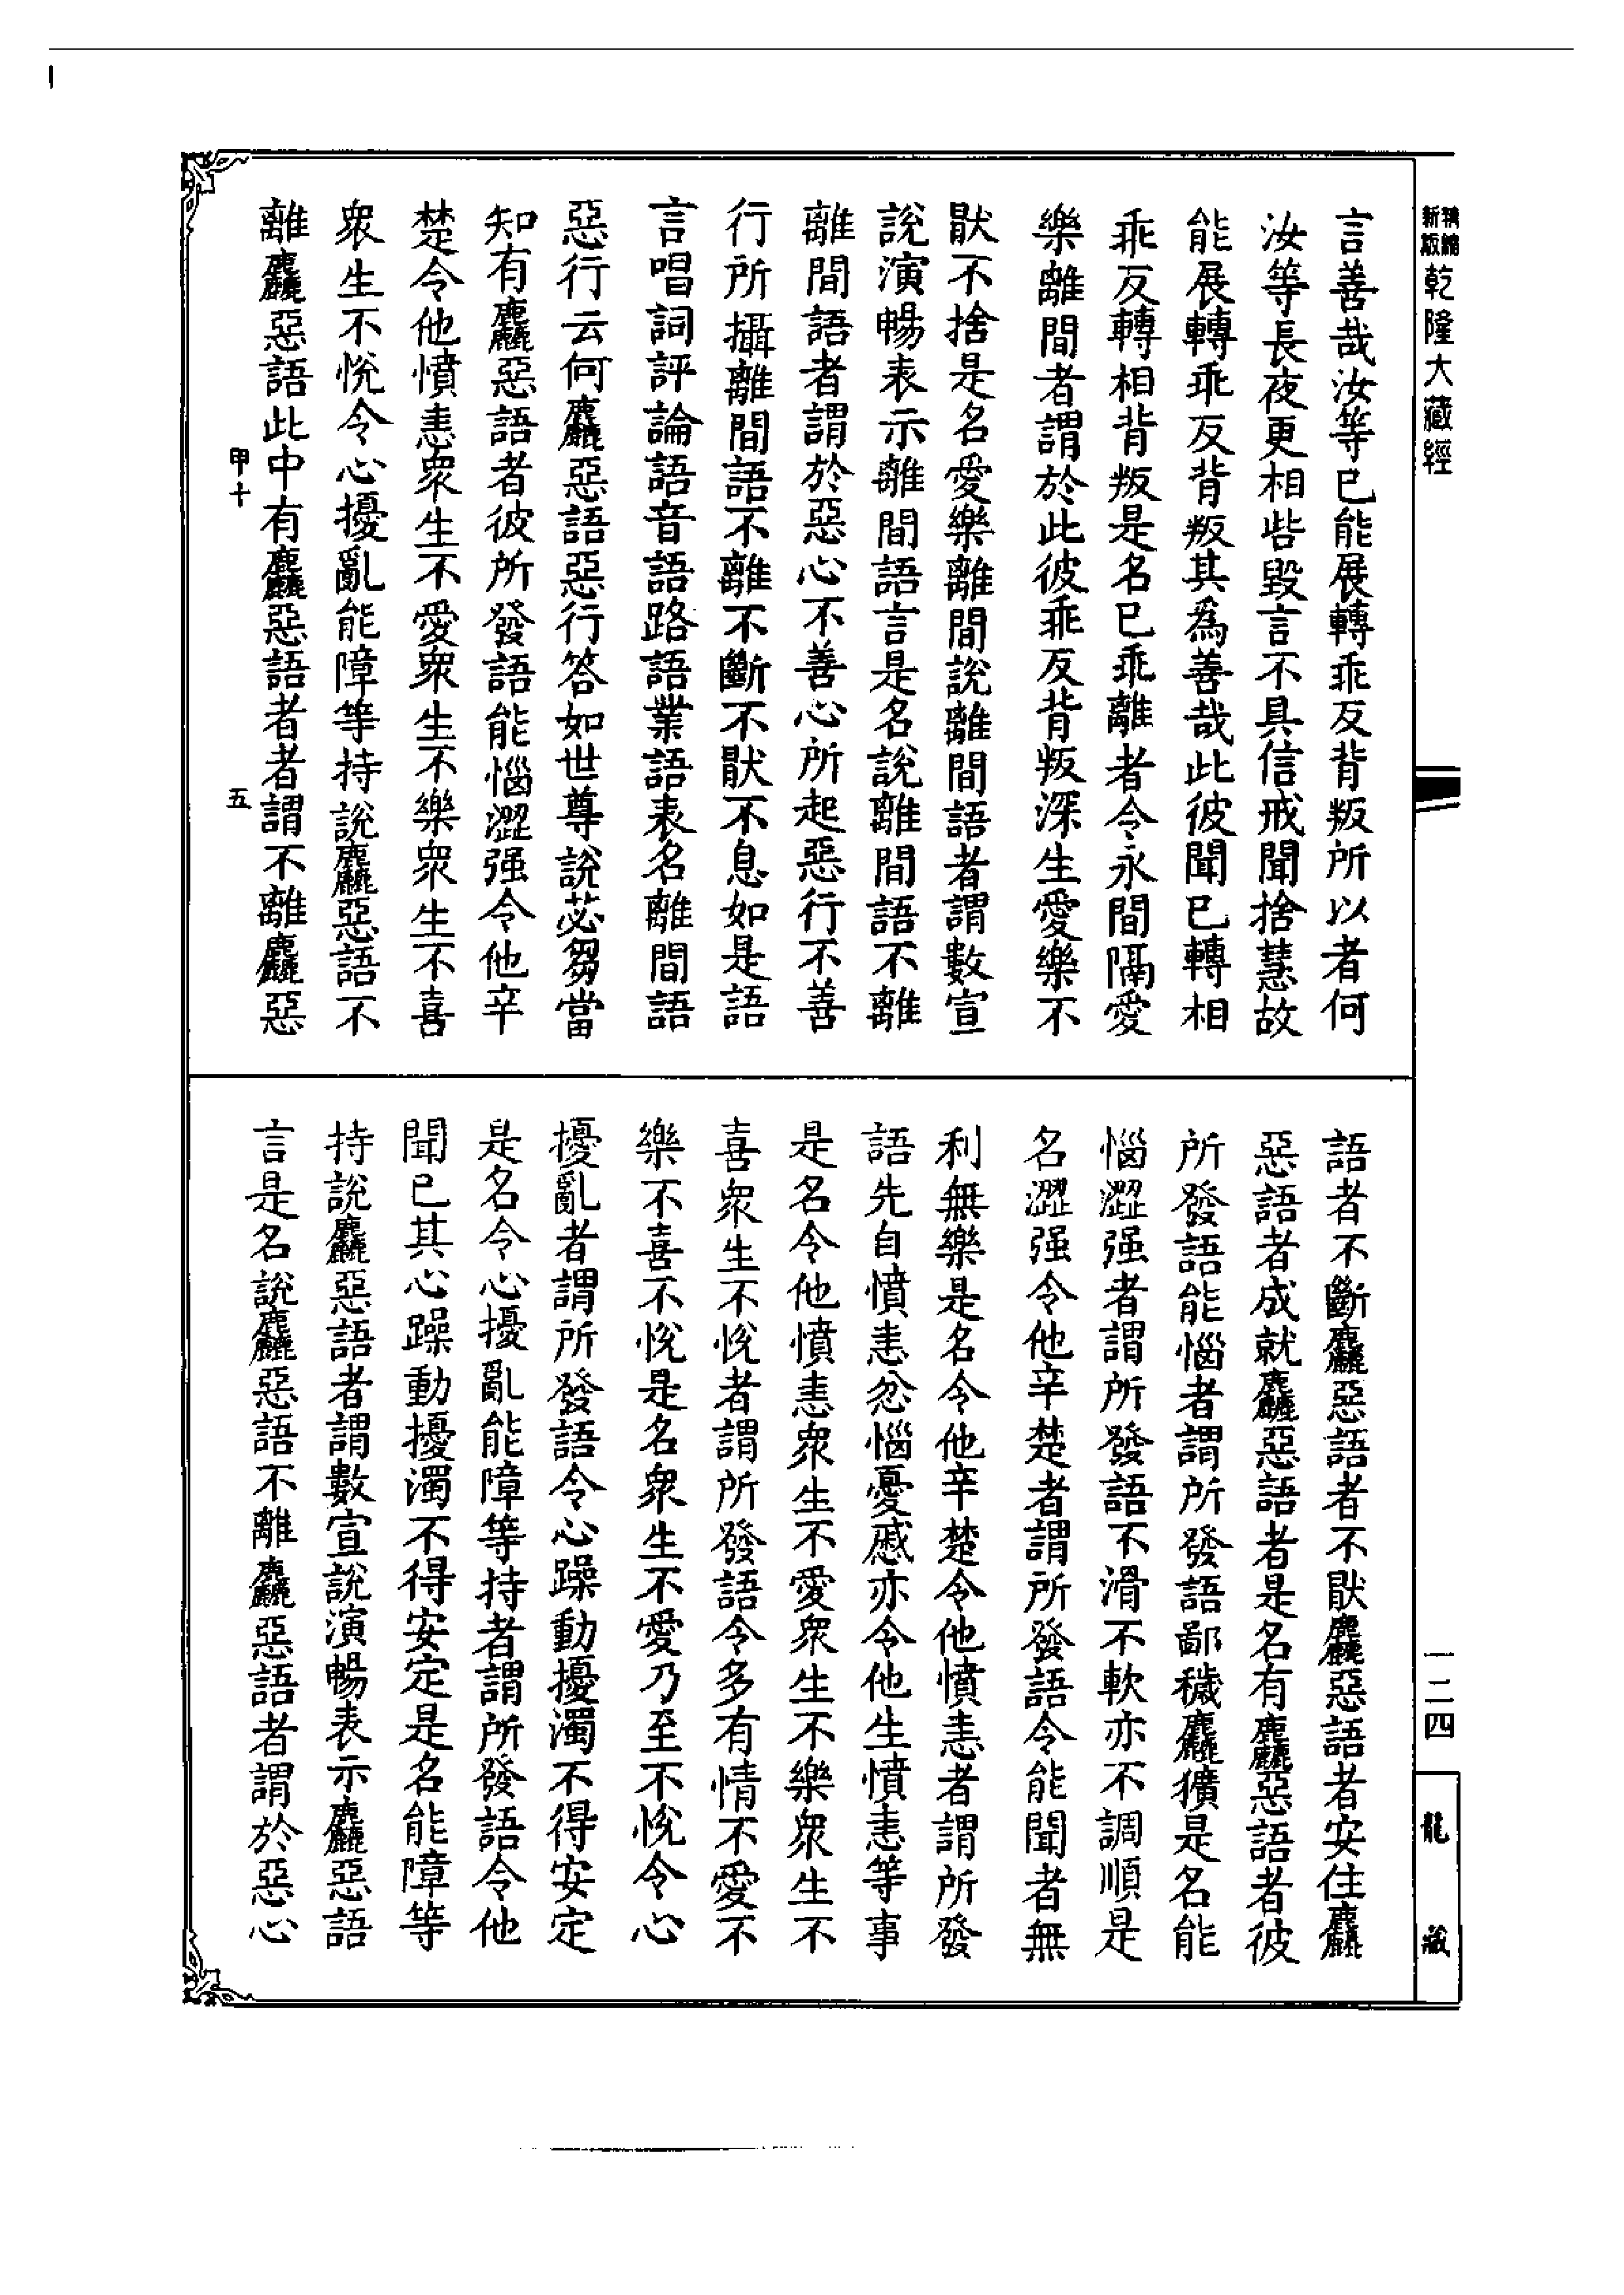 新版
精編
乾隆大藏經
言善哉汝等已能展轉乖反背叛所以者何
汝等長夜更相訾毀言不具信戒聞捨慧故
能展轉乖反背叛其為善哉此彼聞已轉相
乖反轉相背叛是名已乖離者令永間隔愛
樂離間者謂於此彼乖反背叛深生愛樂不
猒不捨是名愛樂離間說離間語者謂數宣
說演暢表示離間語言是名說離間語不離
離間語者謂於惡心不善心所起惡行不善
行所攝離間語不離不斷不猒不息如是語
言唱詞評論語音語路語業語表名離間語
惡行云何麤惡語惡行答如世尊說苾芻當
知有麤惡語者彼所發語能惱澀强令他辛
楚令他憤恚衆生不愛衆生不樂衆生不喜
衆生不悅令心擾亂能障等持說麤惡語不
離麤惡語此中有麤惡語者者謂不離麤惡
甲十
五
語者不斷麤惡語者不猒麤惡語者安住麤
惡語者成就麤惡語者是名有麤惡語者彼
所發語能惱者謂所發語鄙穢麤獷是名能
惱澀强者謂所發語不滑不軟亦不調順是
名澀强令他辛楚者謂所發語令能聞者無
利無樂是名令他辛楚令他憤恚者謂所發
語先自憤恚忿惱憂慼亦令他生憤恚等事
是名令他憤恚衆生不愛衆生不樂衆生不
喜衆生不悅者謂所發語令多有情不愛不
樂不喜不悅是名衆生不愛乃至不悅令心
擾亂者謂所發語令心躁動擾濁不得安定
是名令心擾亂能障等持者謂所發語令他
聞已其心躁動擾濁不得安定是名能障等
持說麤惡語者謂數宣說演暢表示麤惡語
言是名說麤惡語不離麤惡語者謂於惡心
一二四
龍藏